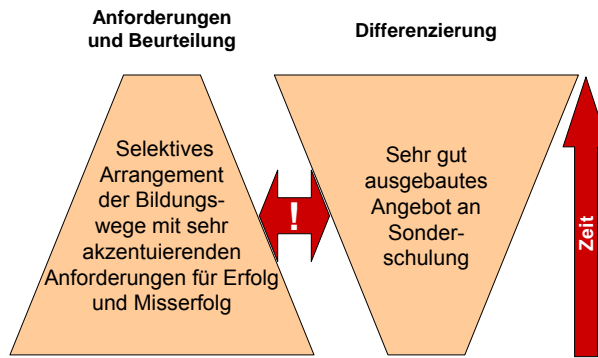 Anforderungen
und Beurteilung
Differenzierung
Selektives
Arrangement
der Bildungs-
wege mit sehr
akzentuierenden
Anforderungen für Erfolg
und Misserfolg
!
Sehr gut
ausgebautes
Angebot an
Sonder-
schulung
Zeit